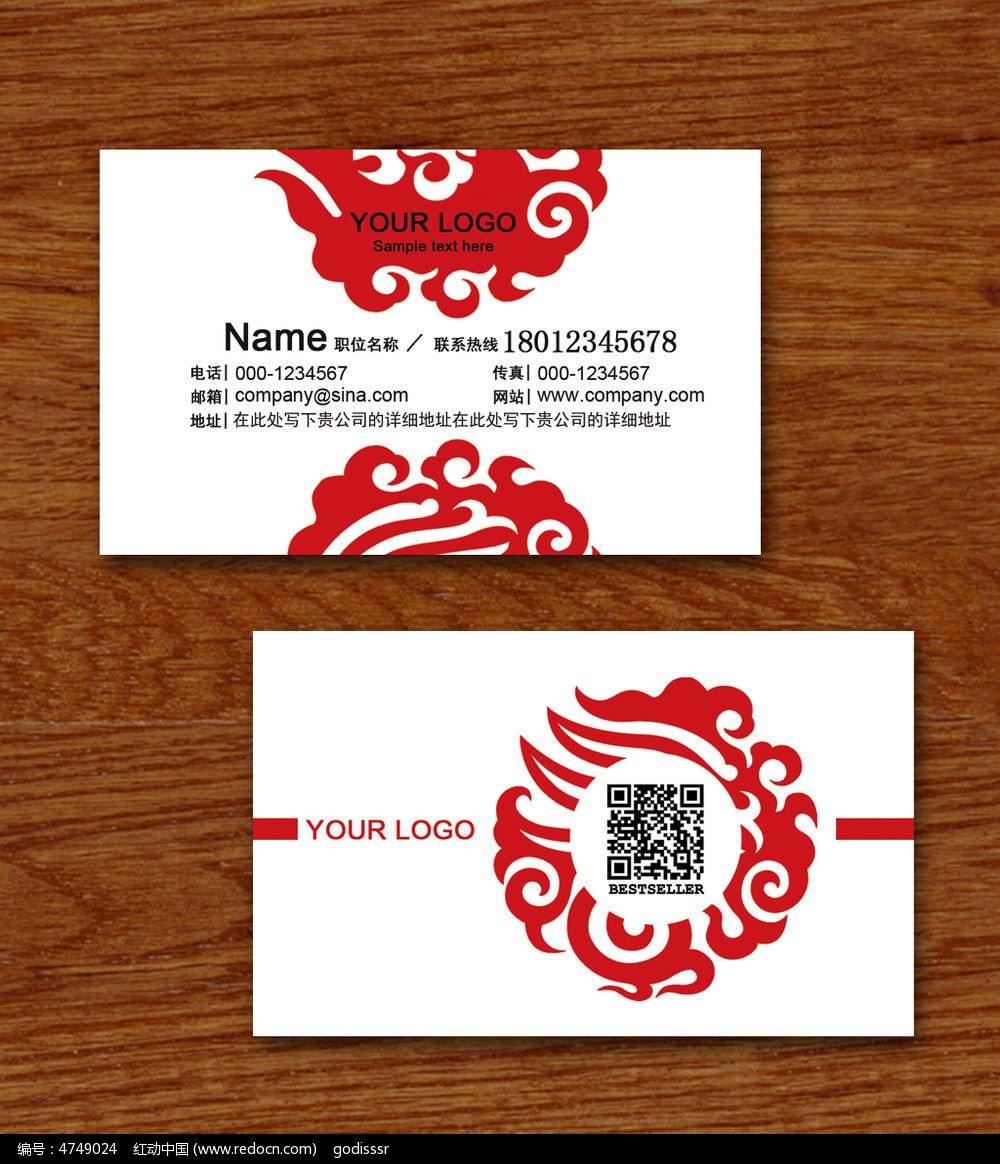 YOUR LOGO
Sample text here
Name 职位名称 / 联系热线 18012345678
电话| 000-1234567 传真| 000-1234567
邮箱| company@sina.com 网站| www.company.com
地址| 在此处写下贵公司的详细地址在此处写下贵公司的详细地址
YOUR LOGO
BESTSELLER
编号：4749024 红动中国 (www.redocn.com) godisssr